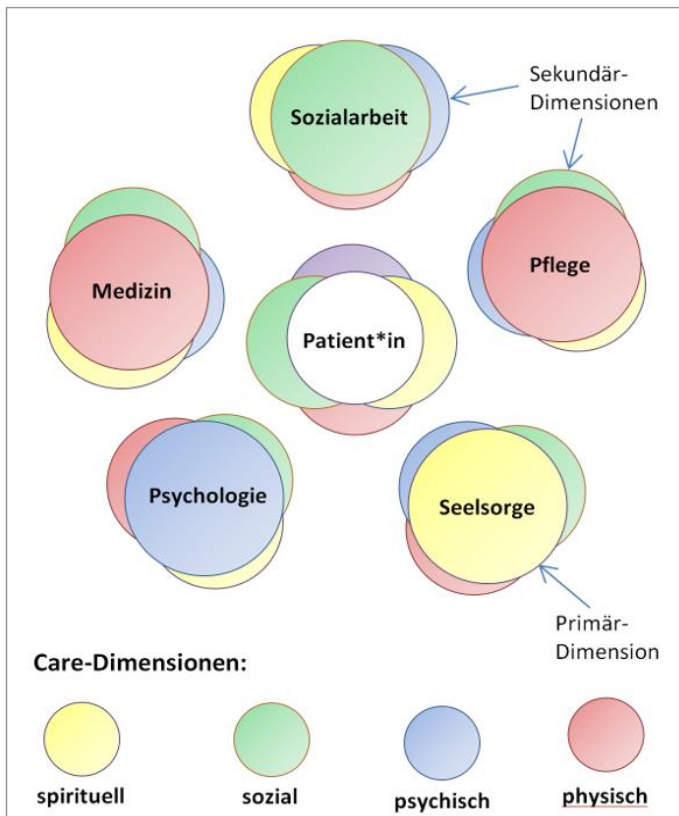 Sekundär-
Dimensionen
Sozialarbeit
Pflege
Medizin
Patient*in
Psychologie
Seelsorge
Primär-
Dimension
Care-Dimensionen:
spirituell
sozial
psychisch
physisch